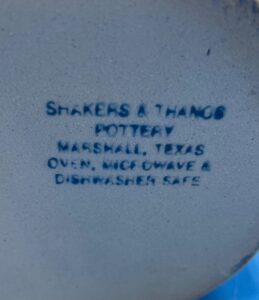 SHAKERS & THANGS
POTTERY
MARSHALL, TEXAS
OVEN, MICROWAVE &
DISHWASHER SAFE